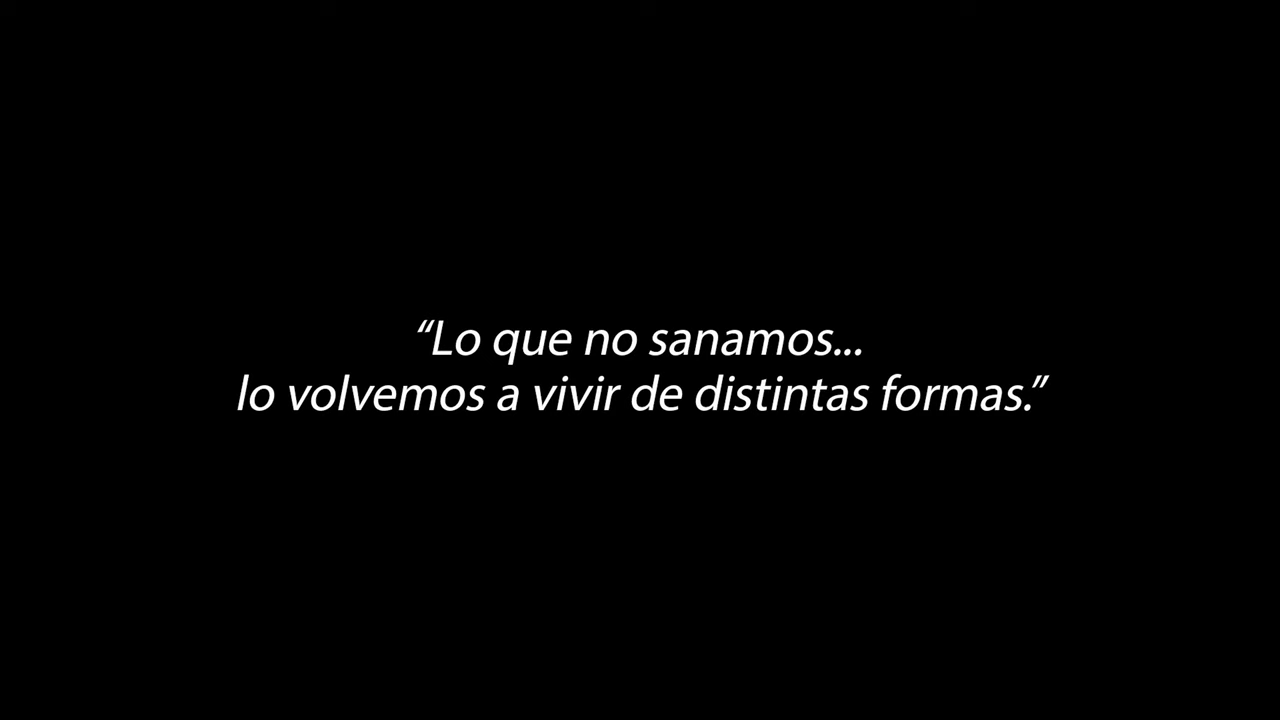 “Lo que no sanamos...
lo volvemos a vivir de distintas formas.”